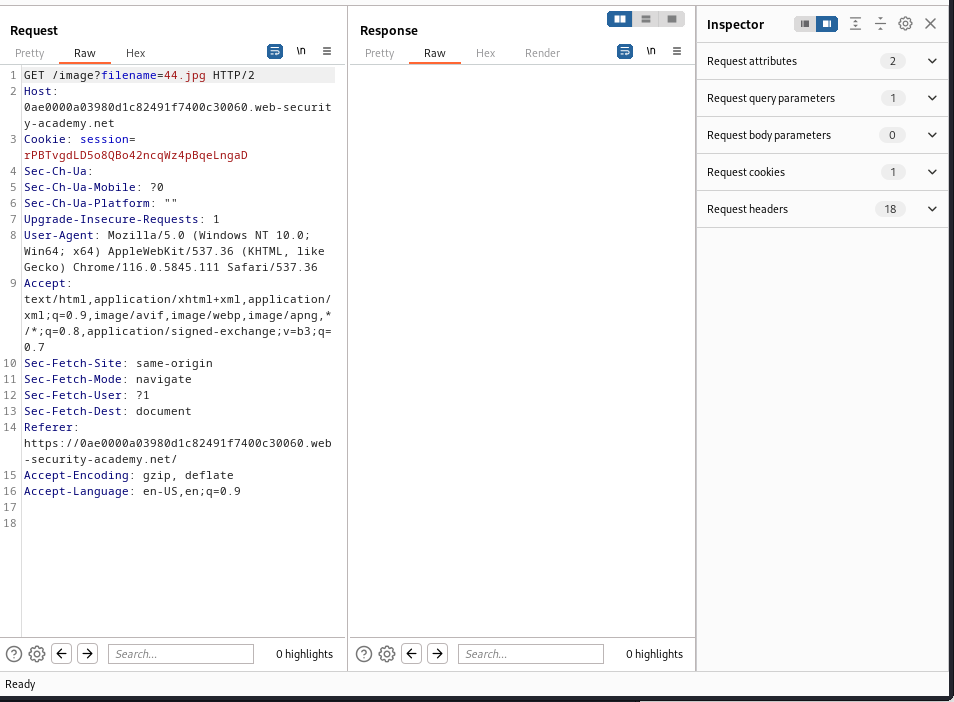 Request
Pretty Raw Hex
\n
1 GET /image?filename=44.jpg HTTP/2
2 Host:
0ae0000a03980d1c82491f7400c30060.web-securit
y-academy.net
3 Cookie: session=
rPBTvgdLD5o8QBo42ncqWz4pBqeLngaD
4 Sec-Ch-Ua:
5 Sec-Ch-Ua-Mobile: ?0
6 Sec-Ch-Ua-Platform: ""
7 Upgrade-Insecure-Requests: 1
8 User-Agent: Mozilla/5.0 (Windows NT 10.0;
Win64; x64) AppleWebKit/537.36 (KHTML, like
Gecko) Chrome/116.0.5845.111 Safari/537.36
9 Accept:
text/html,application/xhtml+xml,application/
xml;q=0.9,image/avif,image/webp,image/apng,*
/*;q=0.8,application/signed-exchange;v=b3;q=
0.7
10 Sec-Fetch-Site: same-origin
11 Sec-Fetch-Mode: navigate
12 Sec-Fetch-User: ?1
13 Sec-Fetch-Dest: document
14 Referer:
https://0ae0000a03980d1c82491f7400c30060.web
-security-academy.net/
15 Accept-Encoding: gzip, deflate
16 Accept-Language: en-US,en;q=0.9
17
18
Search...
0 highlights
Response
Pretty Raw Hex Render
\n
Search...
0 highlights
Inspector
Request attributes 2
Request query parameters 1
Request body parameters 0
Request cookies 1
Request headers 18
Ready